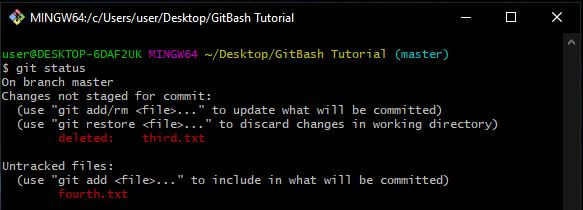 MINGW64:/c/Users/user/Desktop/GitBash Tutorial
user@DESKTOP-6DAF2UK MINGW64 ~/Desktop/GitBash Tutorial (master)
$ git status
On branch master
Changes not staged for commit:
  (use "git add/rm <file>..." to update what will be committed)
  (use "git restore <file>..." to discard changes in working directory)
        deleted:    third.txt

Untracked files:
  (use "git add <file>..." to include in what will be committed)
        fourth.txt